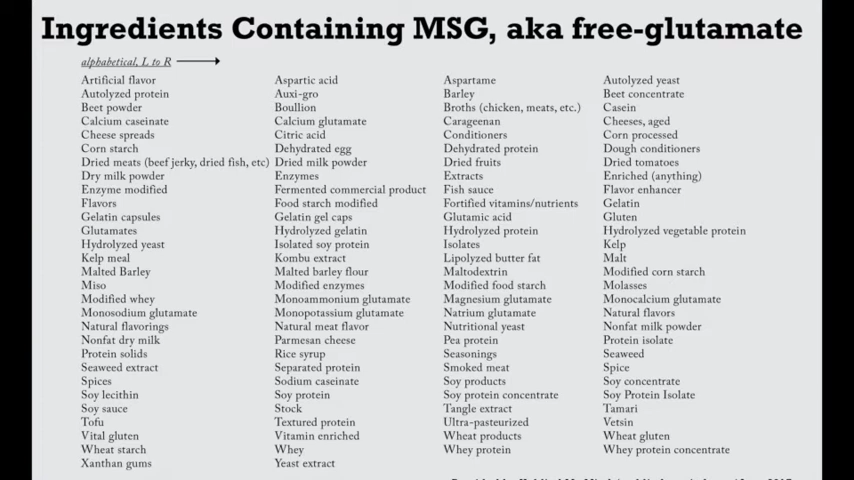 Ingredients Containing MSG, aka free-glutamate
alphabetical, L to R
Artificial flavor Aspartic acid Aspartame Autolyzed yeast
Autolyzed protein Auxi-gro Barley Beet concentrate
Beet powder Boullion Broths (chicken, meats, etc.) Casein
Calcium caseinate Calcium glutamate Carageenan Cheeses, aged
Cheese spreads Citric acid Conditioners Corn processed
Corn starch Dehydrated egg Dehydrated protein Dough conditioners
Dried meats (beef jerky, dried fish, etc) Dried milk powder Dried fruits Dried tomatoes
Dry milk powder Enzymes Extracts Enriched (anything)
Enzyme modified Fermented commercial product Fish sauce Flavor enhancer
Flavors Food starch modified Fortified vitamins/nutrients Gelatin
Gelatin capsules Gelatin gel caps Glutamic acid Gluten
Glutamates Hydrolyzed gelatin Hydrolyzed protein Hydrolyzed vegetable protein
Hydrolyzed yeast Isolated soy protein Isolates Kelp
Kelp meal Kombu extract Lipolyzed butter fat Malt
Malted Barley Malted barley flour Maltodextrin Modified corn starch
Miso Modified enzymes Modified food starch Molasses
Modified whey Monoammonium glutamate Magnesium glutamate Monocalcium glutamate
Monosodium glutamate Monopotassium glutamate Natrium glutamate Natural flavors
Natural flavorings Natural meat flavor Nutritional yeast Nonfat milk powder
Nonfat dry milk Parmesan cheese Pea protein Protein isolate
Protein solids Rice syrup Seasonings Seaweed
Seaweed extract Separated protein Smoked meat Spice
Spices Sodium caseinate Soy products Soy concentrate
Soy lecithin Soy protein Soy protein concentrate Soy Protein Isolate
Soy sauce Stock Tangle extract Tamari
Tofu Textured protein Ultra-pasteurized Vetsin
Vital gluten Vitamin enriched Wheat products Wheat gluten
Wheat starch Whey Whey protein Whey protein concentrate
Xanthan gums Yeast extract